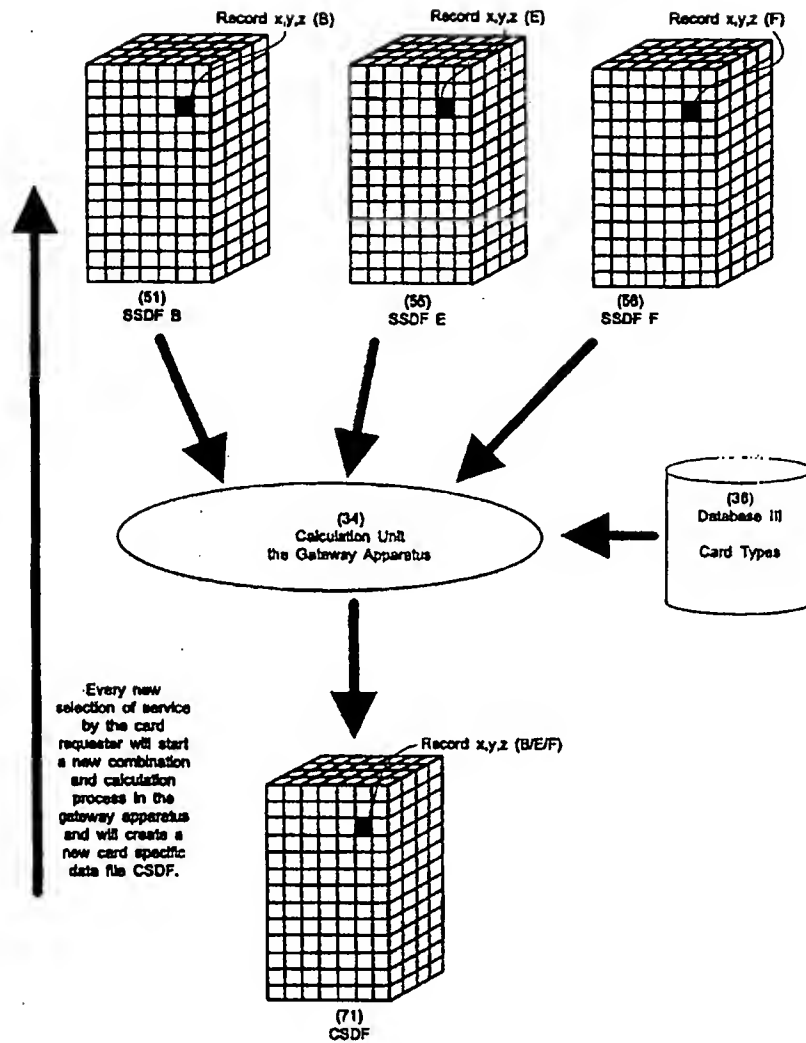 Record x,y,z (B)
Record x,y,z (E)
Record x,y,z (F)
(51)
SSDF B
(55)
SSDF E
(56)
SSDF F
(34)
Calculation Unit
the Gateway Apparatus
(36)
Database III
Card Types
Every new
selection of service
by the card
requester will start
a new combination
and calculation
process in the
gateway apparatus
and will create a
new card specific
data file CSDF.
Record x,y,z (B/E/F)
(71)
CSDF